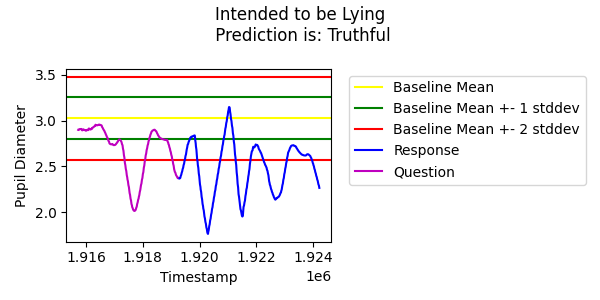 Intended to be Lying
Prediction is: Truthful
3.5
3.0
2.5
2.0
Pupil Diameter
1.916 1.918 1.920 1.922 1.924
1e6
Timestamp
Baseline Mean
Baseline Mean +- 1 stddev
Baseline Mean +- 2 stddev
Response
Question